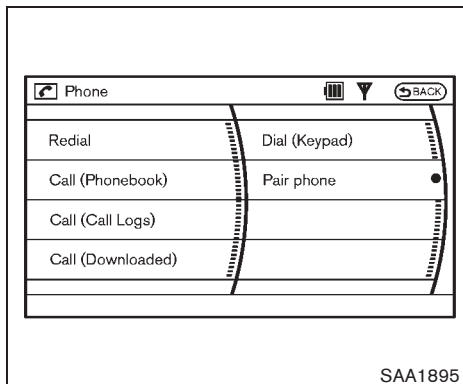 Phone
BACK
Redial
Dial (Keypad)
Call (Phonebook)
Pair phone
Call (Call Logs)
Call (Downloaded)
SAA1895